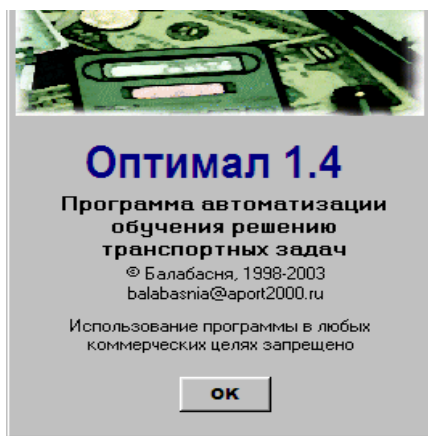 Оптимал 1.4
Программа автоматизации
обучения решению
транспортных задач
© Балабасня, 1998-2003
balabasnia@aport2000.ru
Использование программы в любых
коммерческих целях запрещено
ОК